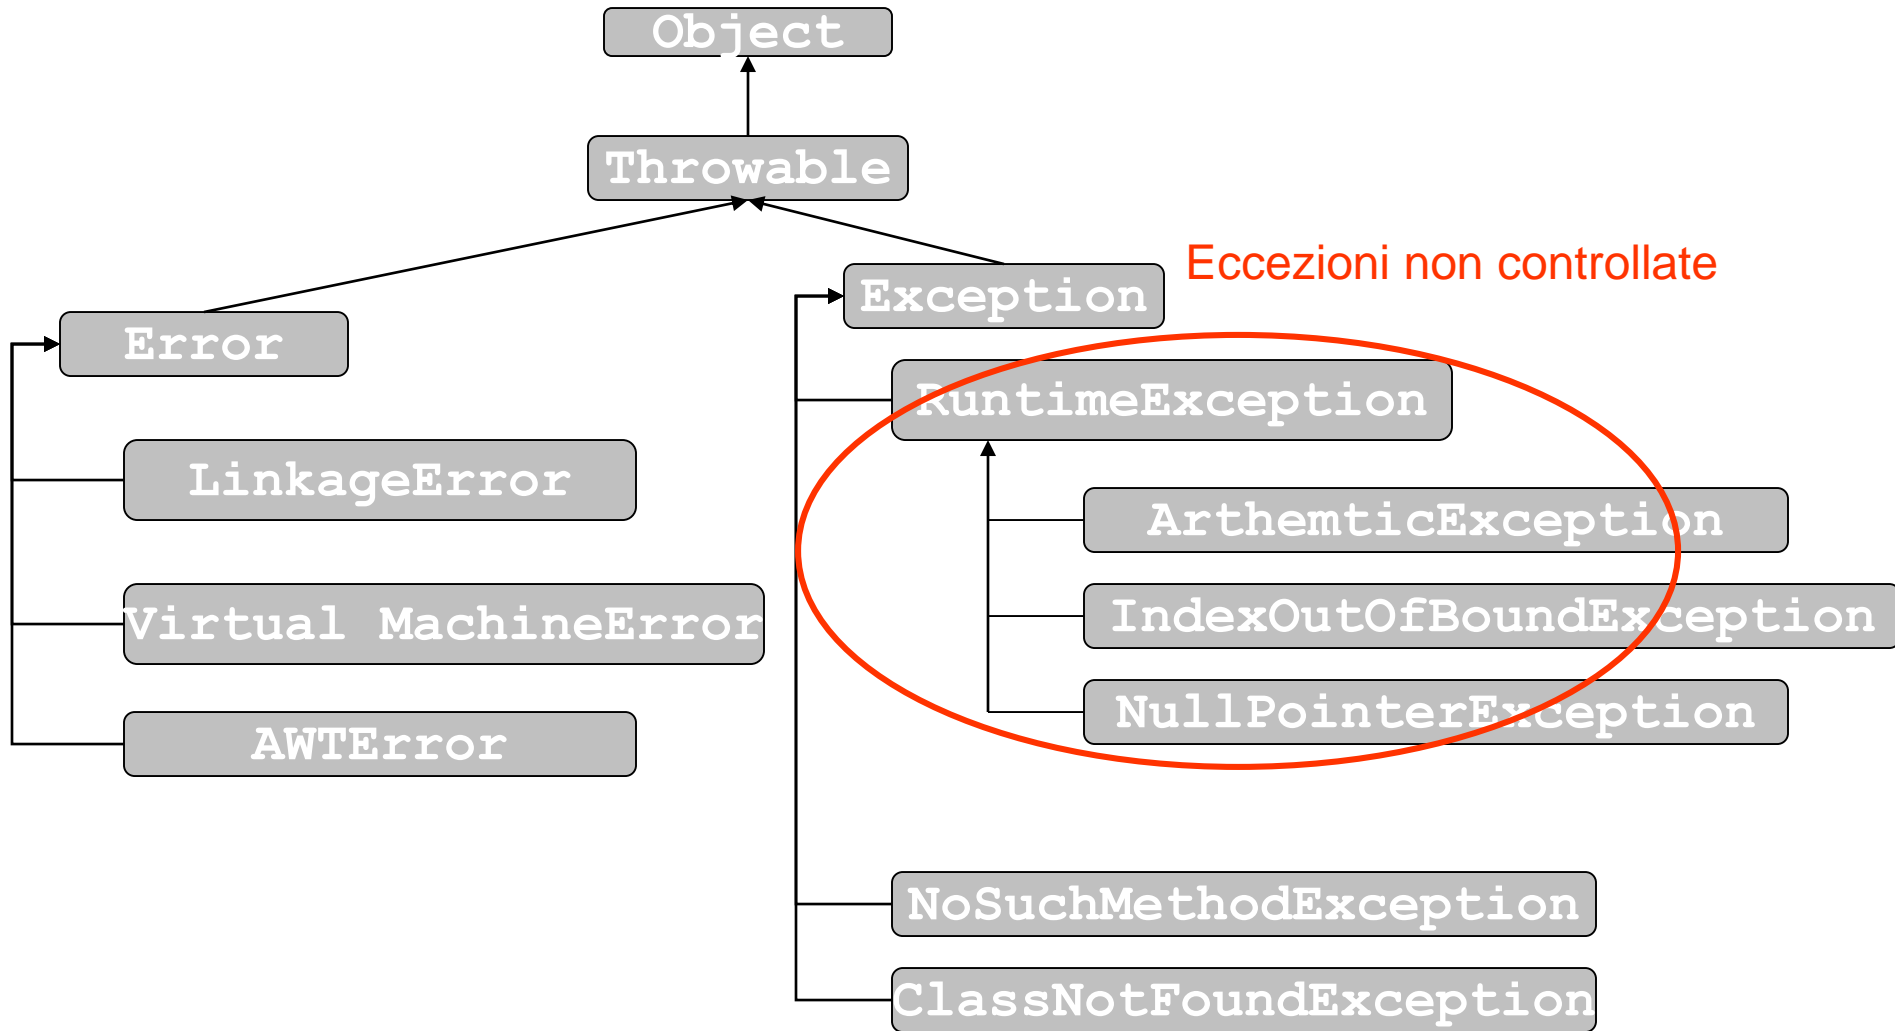 Object
Throwable
Eccezioni non controllate
Exception
Error
RuntimeException
LinkageError
ArthemticException
Virtual MachineError
IndexOutOfBoundException
NullPointerException
AWTError
NoSuchMethodException
ClassNotFoundException